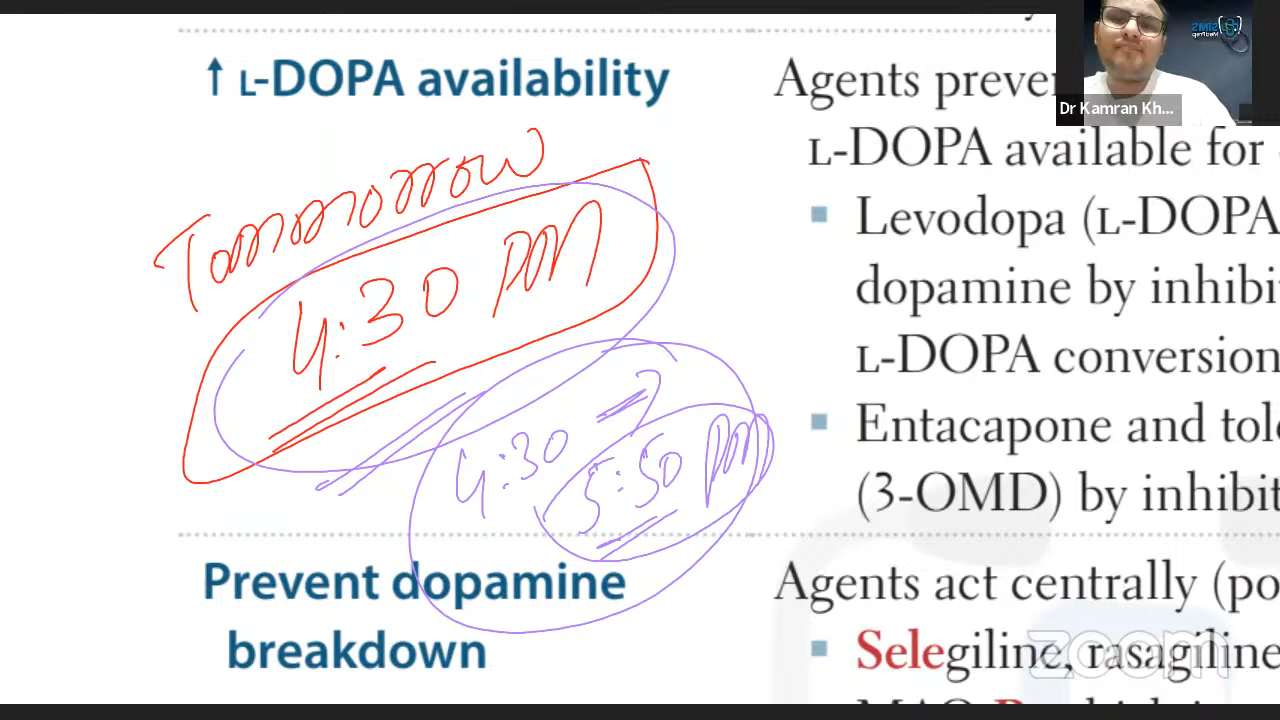 ↑ L-DOPA availability
Agents preve
Dr Kamran Kh...
L-DOPA available for
Tommorrow
4:30 PM
Levodopa (L-DOPA
dopamine by inhibi
L-DOPA conversion
4:30
5:50 PM
Entacapone and tol
(3-OMD) by inhibit
Prevent dopamine
breakdown
Agents act centrally (po
Selegiline, rasagiline
zoom